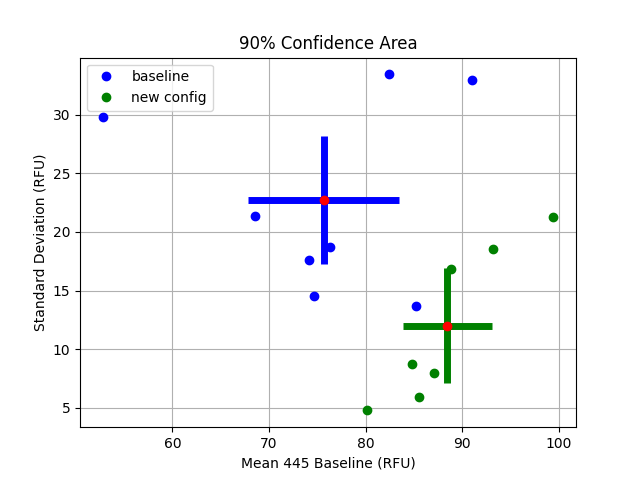 90% Confidence Area
baseline
new config
Standard Deviation (RFU)
30
25
20
15
10
5
60
70
80
90
100
Mean 445 Baseline (RFU)